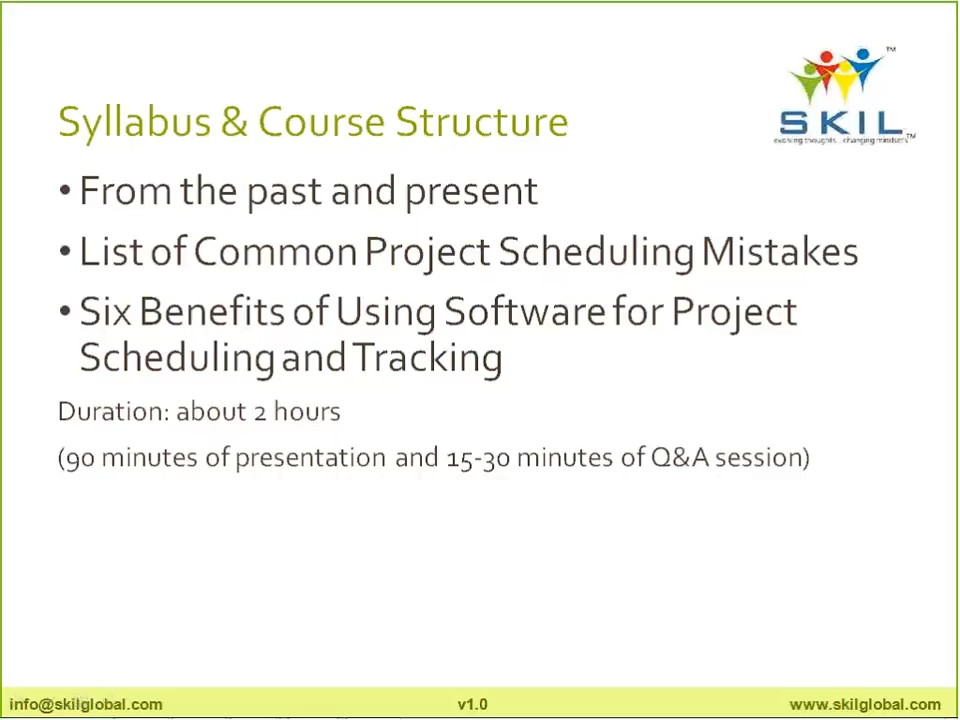 Syllabus & Course Structure
SKIL™
evolving thoughts...changing mindsets™
• From the past and present
• List of Common Project Scheduling Mistakes
• Six Benefits of Using Software for Project
Scheduling and Tracking
Duration: about 2 hours
(90 minutes of presentation and 15-30 minutes of Q&A session)
info@skilglobal.com
v1.0
www.skilglobal.com